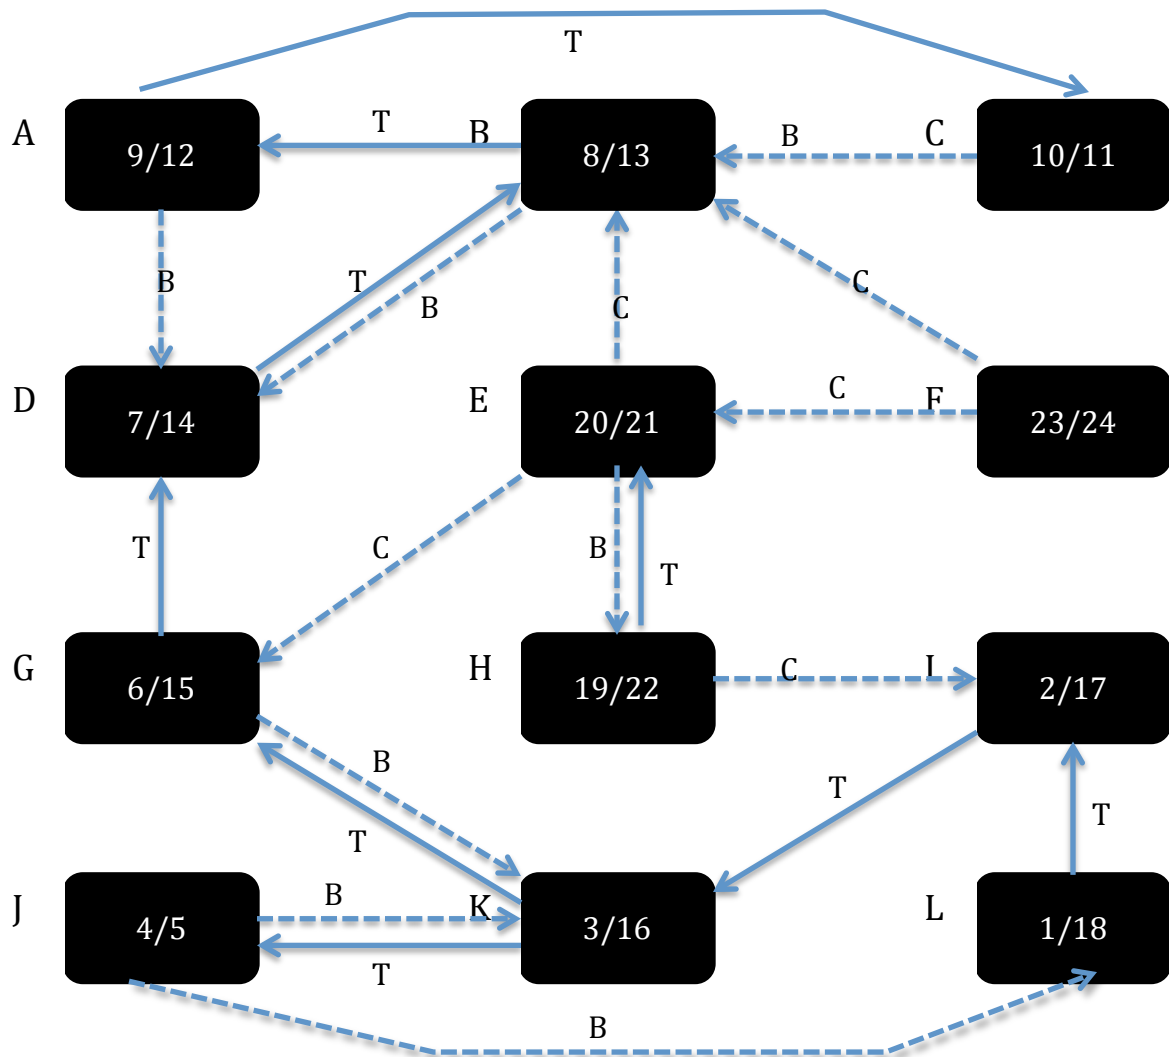 T
A 9/12 T B 8/13 B C 10/11
B T B C C
D 7/14 E 20/21 C F 23/24
T C B T
G 6/15 H 19/22 C I 2/17
B T T T
J 4/5 B K 3/16 L 1/18
T
B